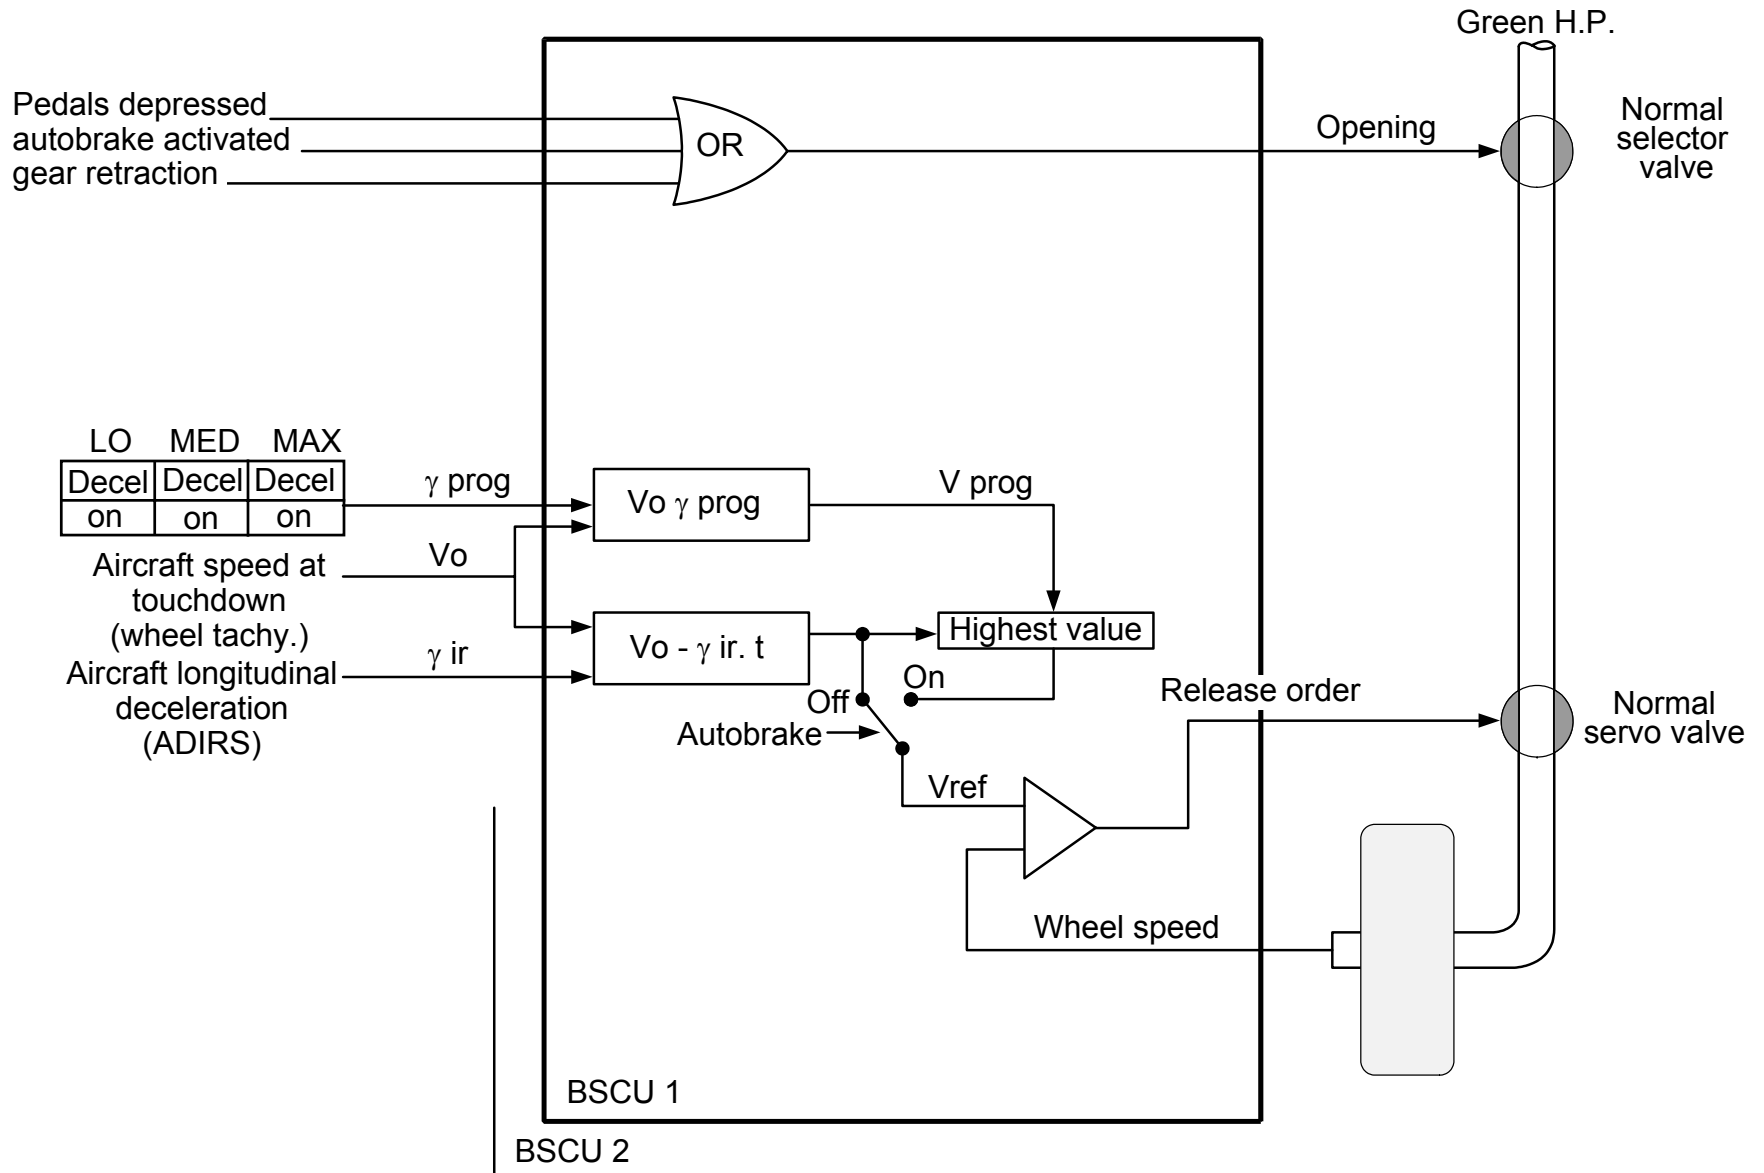 Green H.P.
Pedals depressed
autobrake activated
gear retraction
OR
Opening
Normal
selector
valve
LO MED MAX
Decel Decel Decel
on on on
γ prog
Vo γ prog
V prog
Aircraft speed at
touchdown
(wheel tachy.)
Vo
Aircraft longitudinal
deceleration
(ADIRS)
γ ir
Vo - γ ir. t
Highest value
Off
On
Autobrake
Release order
Normal
servo valve
Vref
Wheel speed
BSCU 1
BSCU 2